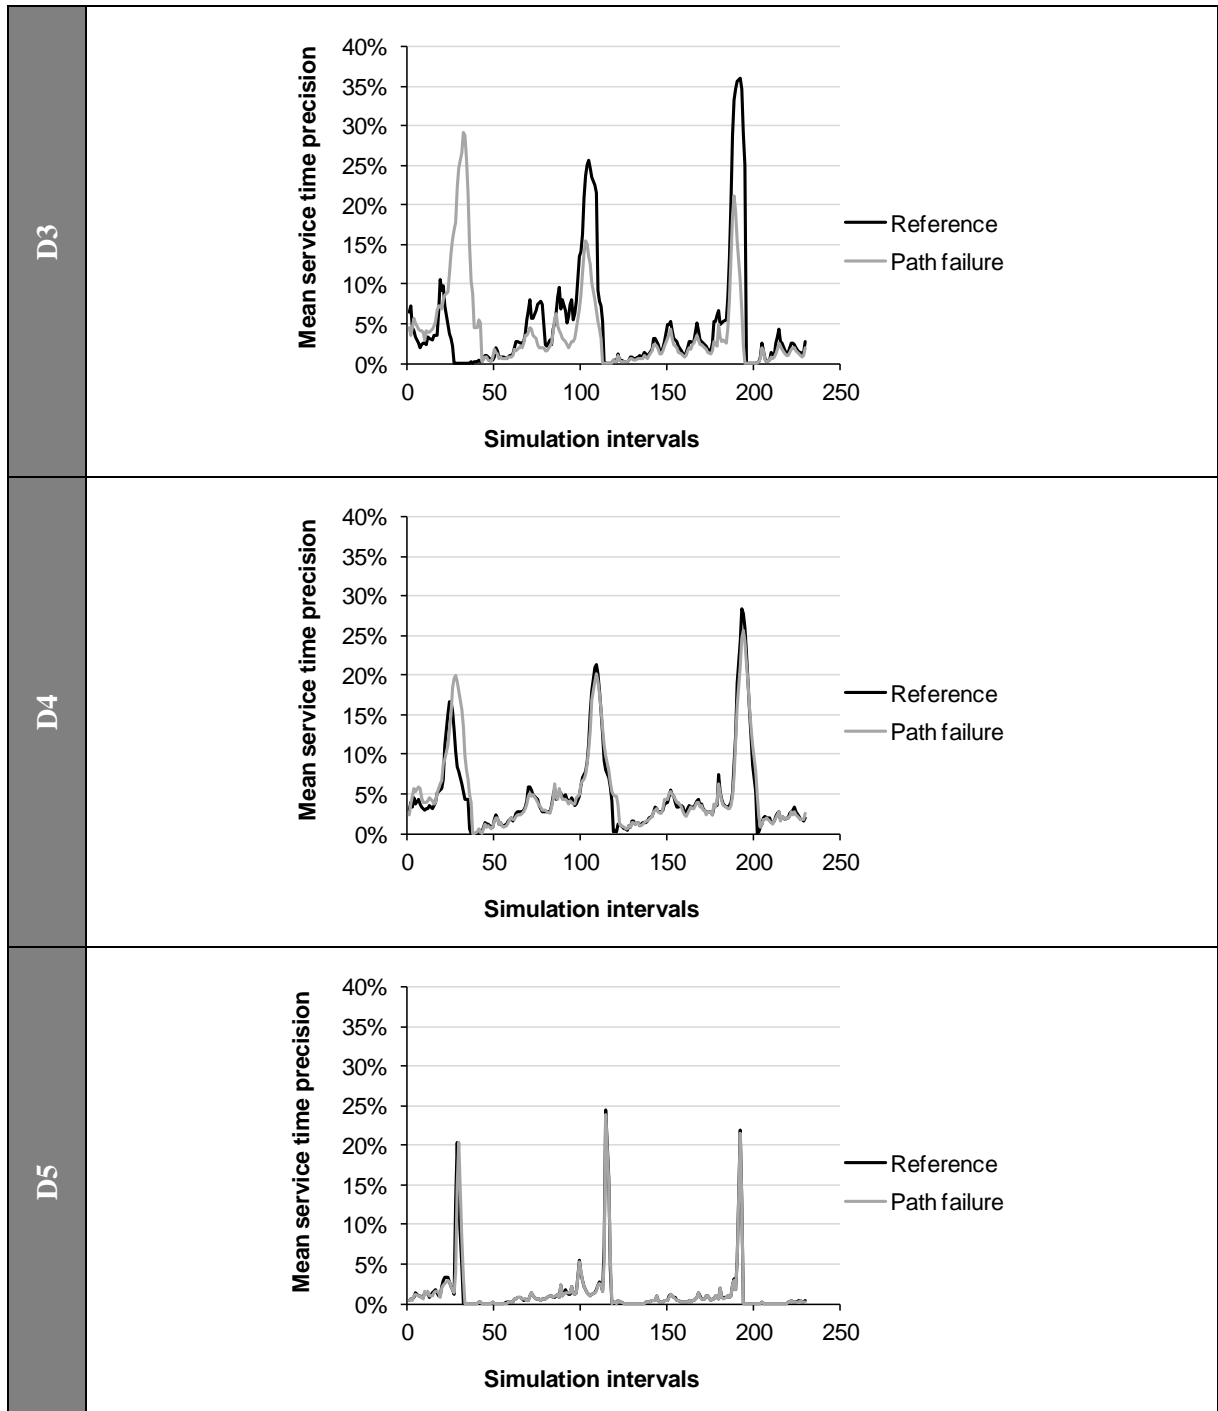 D3
Mean service time precision
40%
35%
30%
25%
20%
15%
10%
5%
0%
0 50 100 150 200 250
Simulation intervals
Reference
Path failure
D4
Mean service time precision
40%
35%
30%
25%
20%
15%
10%
5%
0%
0 50 100 150 200 250
Simulation intervals
Reference
Path failure
D5
Mean service time precision
40%
35%
30%
25%
20%
15%
10%
5%
0%
0 50 100 150 200 250
Simulation intervals
Reference
Path failure